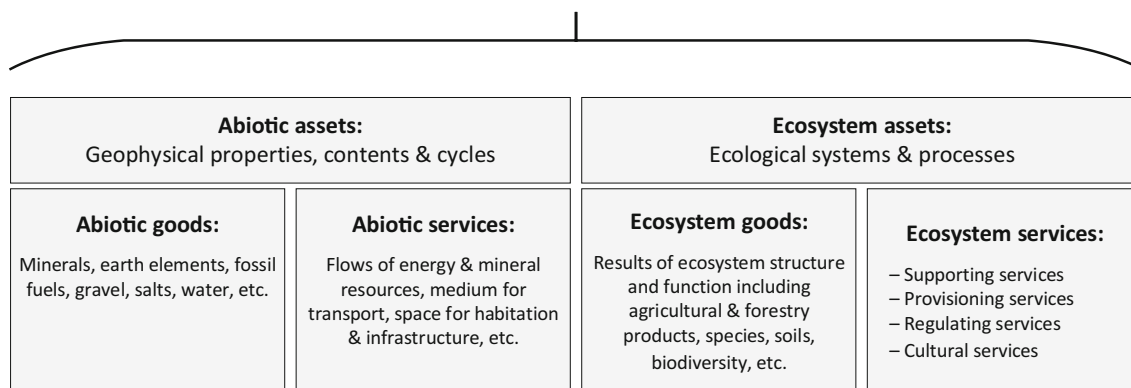 Abiotic assets:
Geophysical properties, contents & cycles
Ecosystem assets:
Ecological systems & processes
Abiotic goods:
Minerals, earth elements, fossil
fuels, gravel, salts, water, etc.
Abiotic services:
Flows of energy & mineral
resources, medium for
transport, space for habitation
& infrastructure, etc.
Ecosystem goods:
Results of ecosystem structure
and function including
agricultural & forestry
products, species, soils,
biodiversity, etc.
Ecosystem services:
– Supporting services
– Provisioning services
– Regulating services
– Cultural services